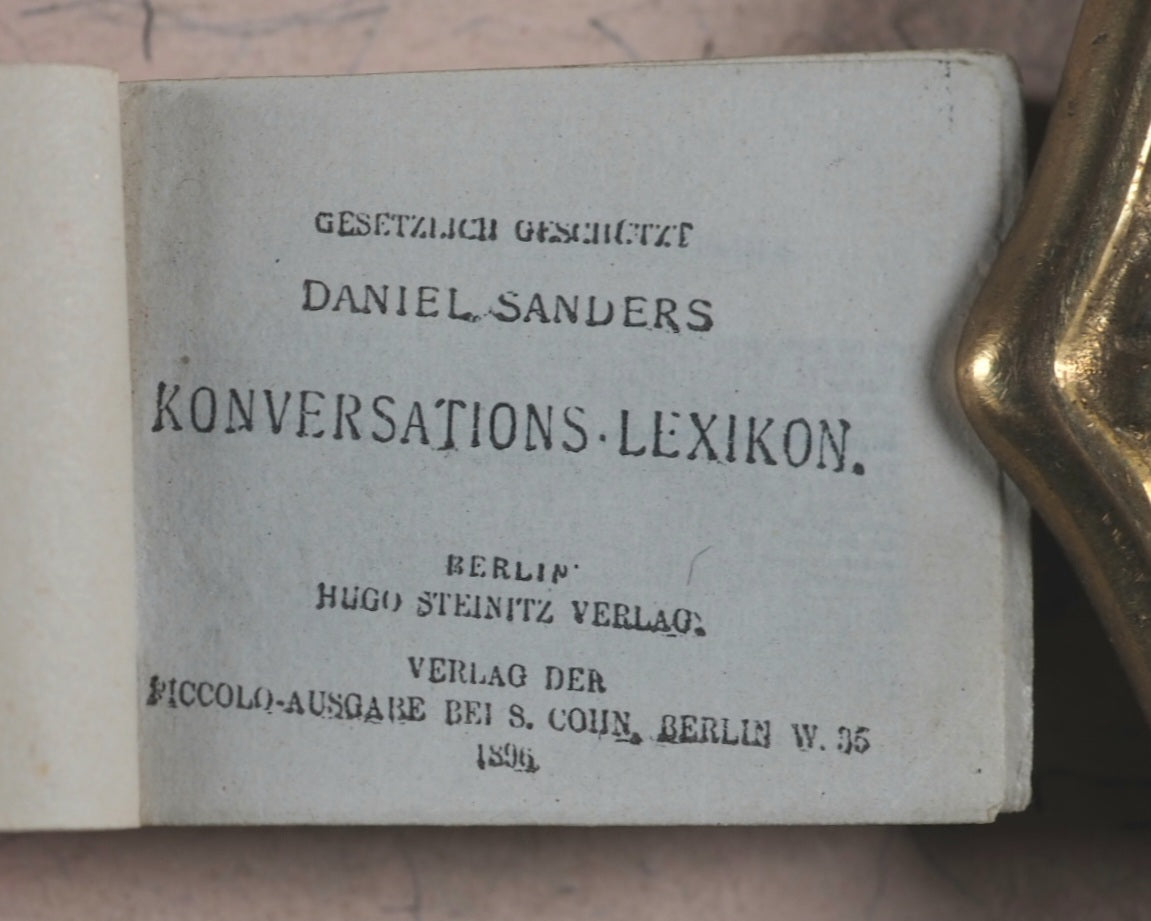 GESETZLICH GESCHÜTZT
DANIEL SANDERS
KONVERSATIONS-LEXIKON.
BERLIN
HUGO STEINITZ VERLAG.
VERLAG DER
PICCOLO-AUSGABE BEI S. COHN, BERLIN W. 35
1896.